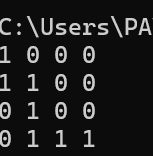 C:\Users\PA
1 0 0 0
1 1 0 0
0 1 0 0
0 1 1 1